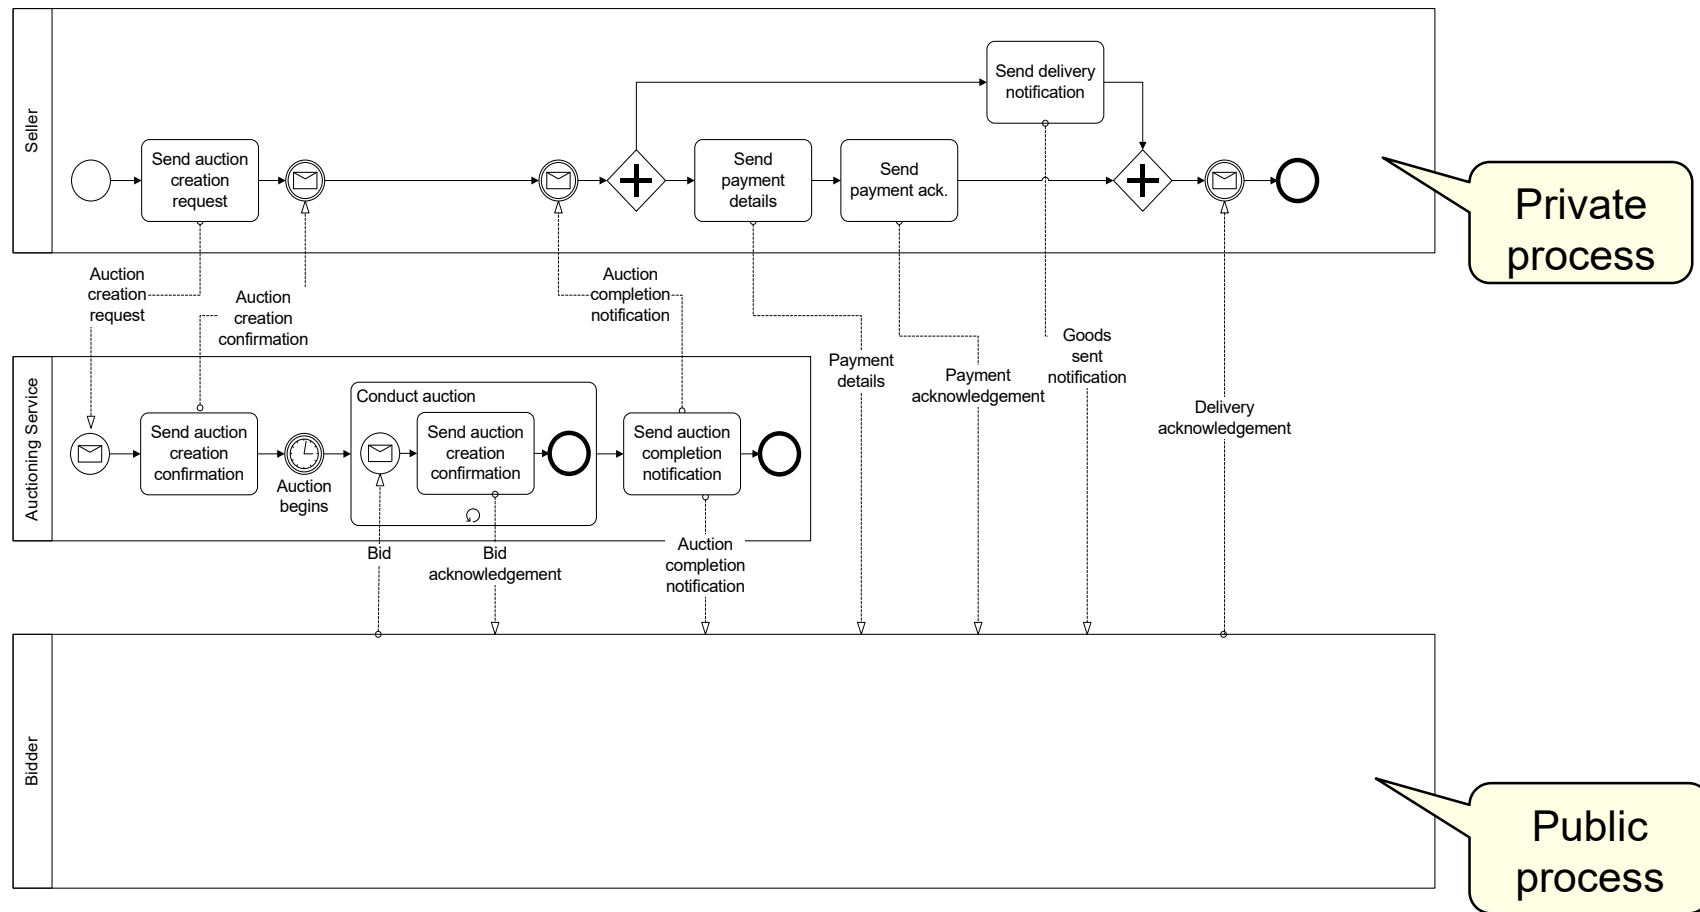 Seller
Send auction
creation
request
Send
payment
details
Send
payment ack.
Send delivery
notification
Private
process
Auction
creation
request
Auction
creation
confirmation
Auction
completion
notification
Payment
details
Payment
acknowledgement
Goods
sent
notification
Delivery
acknowledgement
Auctioning Service
Send auction
creation
confirmation
Auction
begins
Conduct auction
Send auction
creation
confirmation
Send auction
completion
notification
Bid
Bid
acknowledgement
Auction
completion
notification
Bidder
Public
process